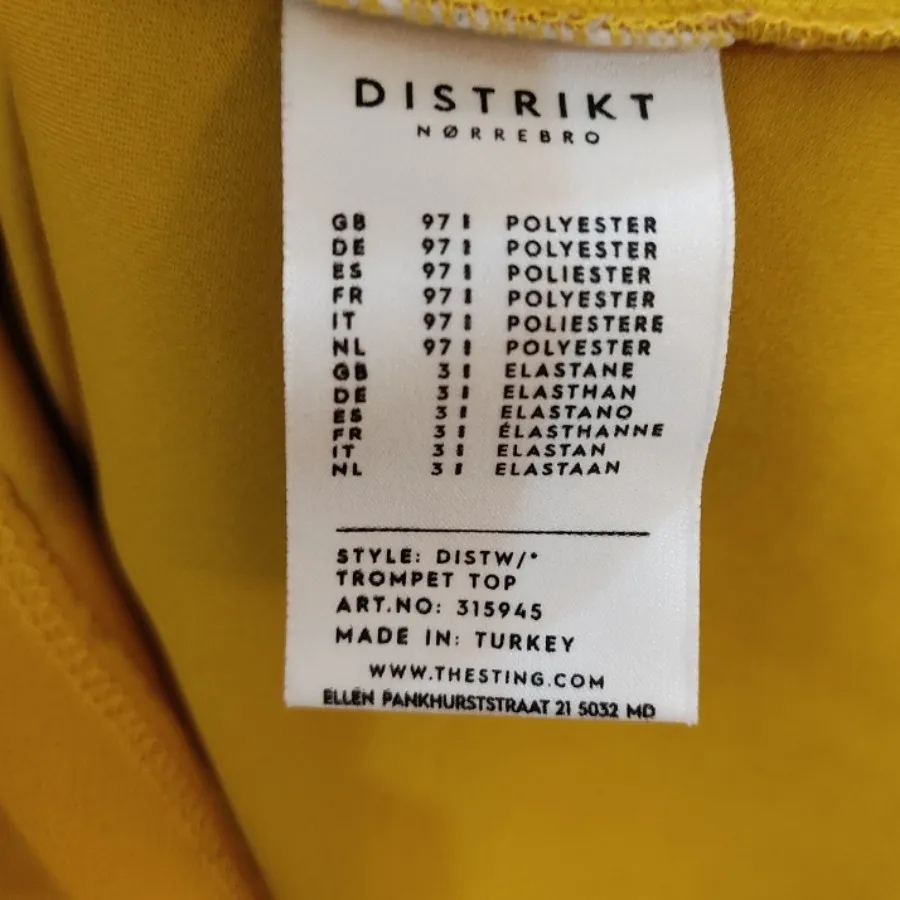 DISTRIKT
NØRREBRO
GB 97% POLYESTER
DE 97% POLYESTER
ES 97% POLIESTER
FR 97% POLYESTER
IT 97% POLIESTERE
NL 97% POLYESTER
GB 3% ELASTANE
DE 3% ELASTHAN
ES 3% ELASTANO
FR 3% ÉLASTHANNE
IT 3% ELASTAN
NL 3% ELASTAAN
STYLE: DISTW/*
TROMPET TOP
ART.NO: 315945
MADE IN: TURKEY
WWW.THESTING.COM
ELLEN PANKHURSTSTRAAT 21 5032 MD